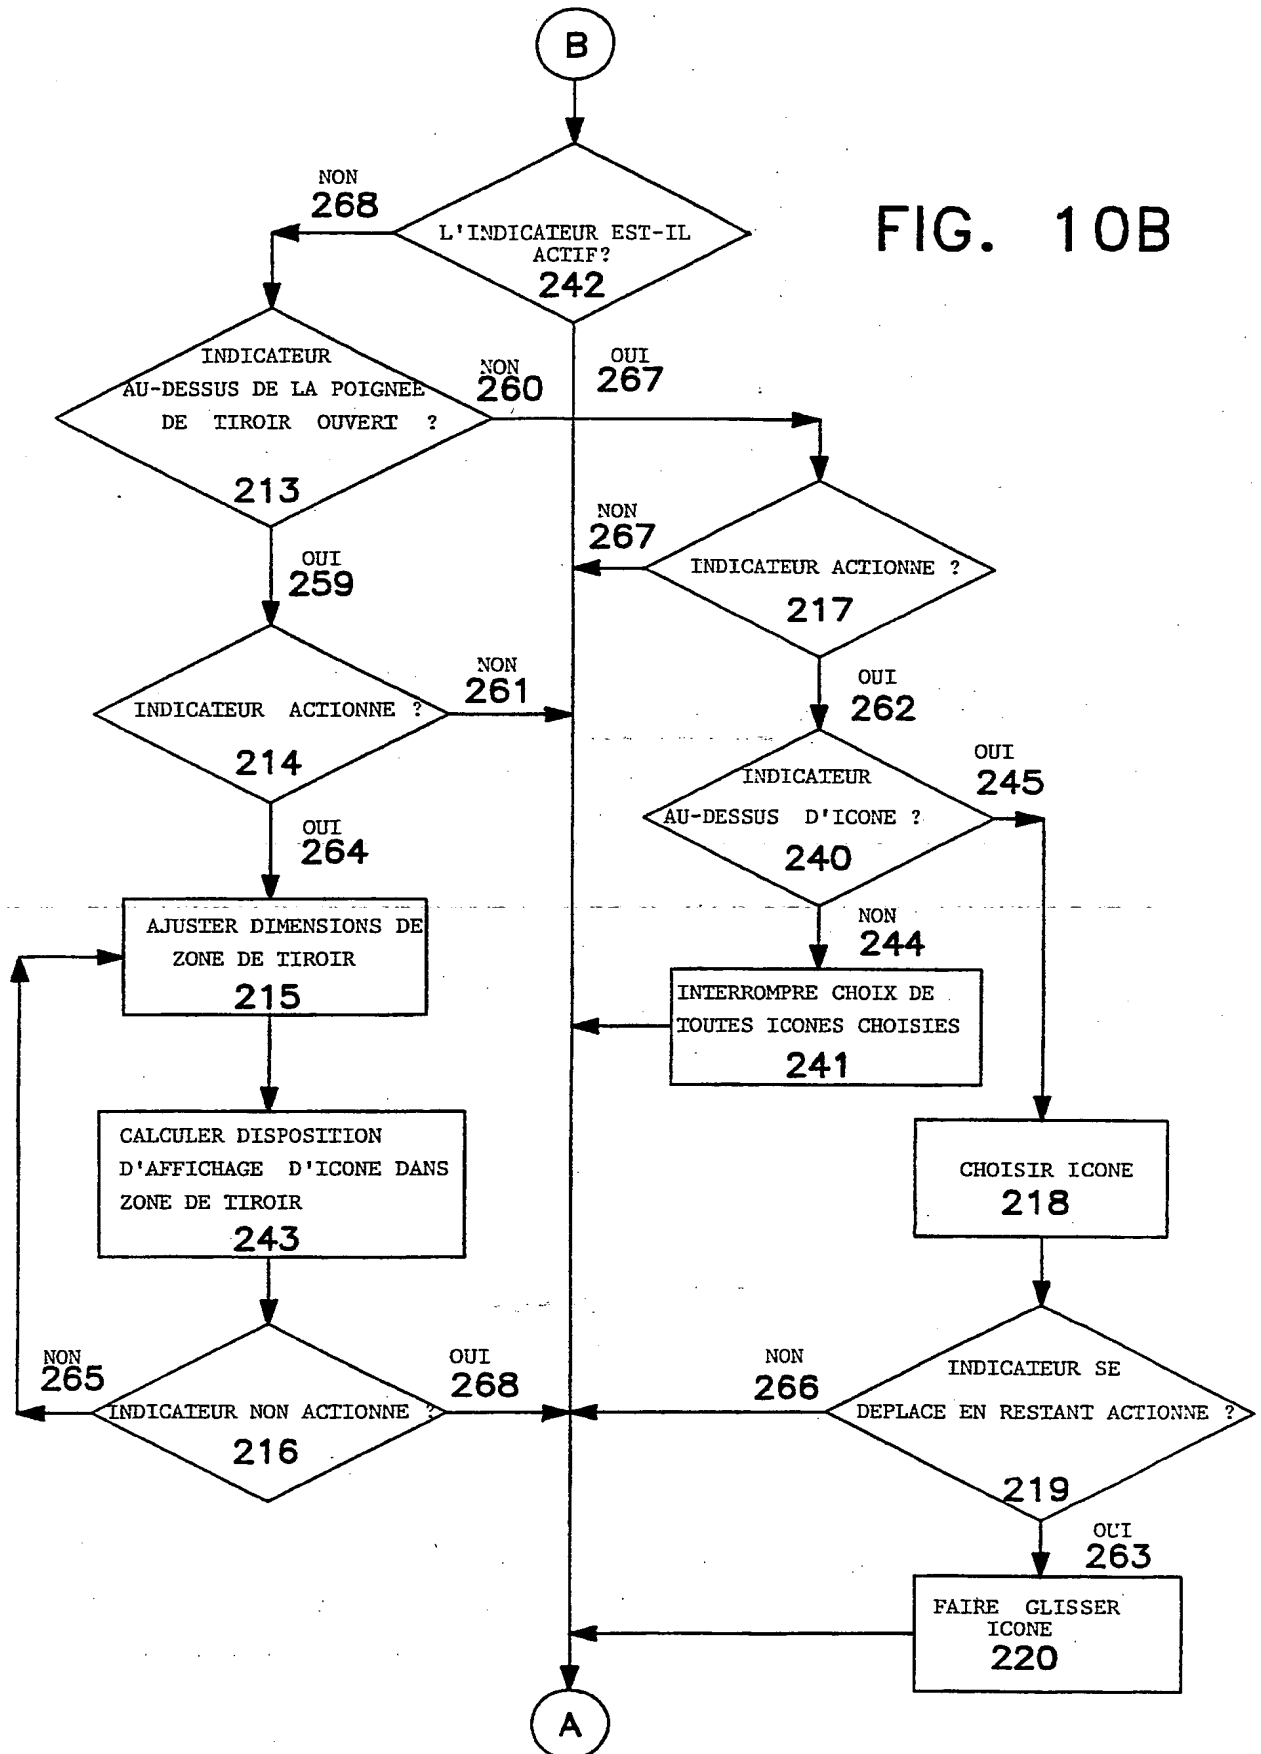 B
FIG. 10B
NON
268
L'INDICATEUR EST-IL
ACTIF?
242
INDICATEUR
AU-DESSUS DE LA POIGNEE
DE TIROIR OUVERT ?
213
NON
260
OUI
267
OUI
259
NON
267
INDICATEUR ACTIONNE ?
217
INDICATEUR ACTIONNE ?
214
NON
261
OUI
262
OUI
264
INDICATEUR
AU-DESSUS D'ICONE ?
240
OUI
245
NON
244
AJUSTER DIMENSIONS DE
ZONE DE TIROIR
215
INTERROMPRE CHOIX DE
TOUTES ICONES CHOISIES
241
CALCULER DISPOSITION
D'AFFICHAGE D'ICONE DANS
ZONE DE TIROIR
243
CHOISIR ICONE
218
NON
265
INDICATEUR NON ACTIONNE ?
216
OUI
268
NON
266
INDICATEUR SE
DEPLACE EN RESTANT ACTIONNE ?
219
OUI
263
FAIRE GLISSER
ICONE
220
A